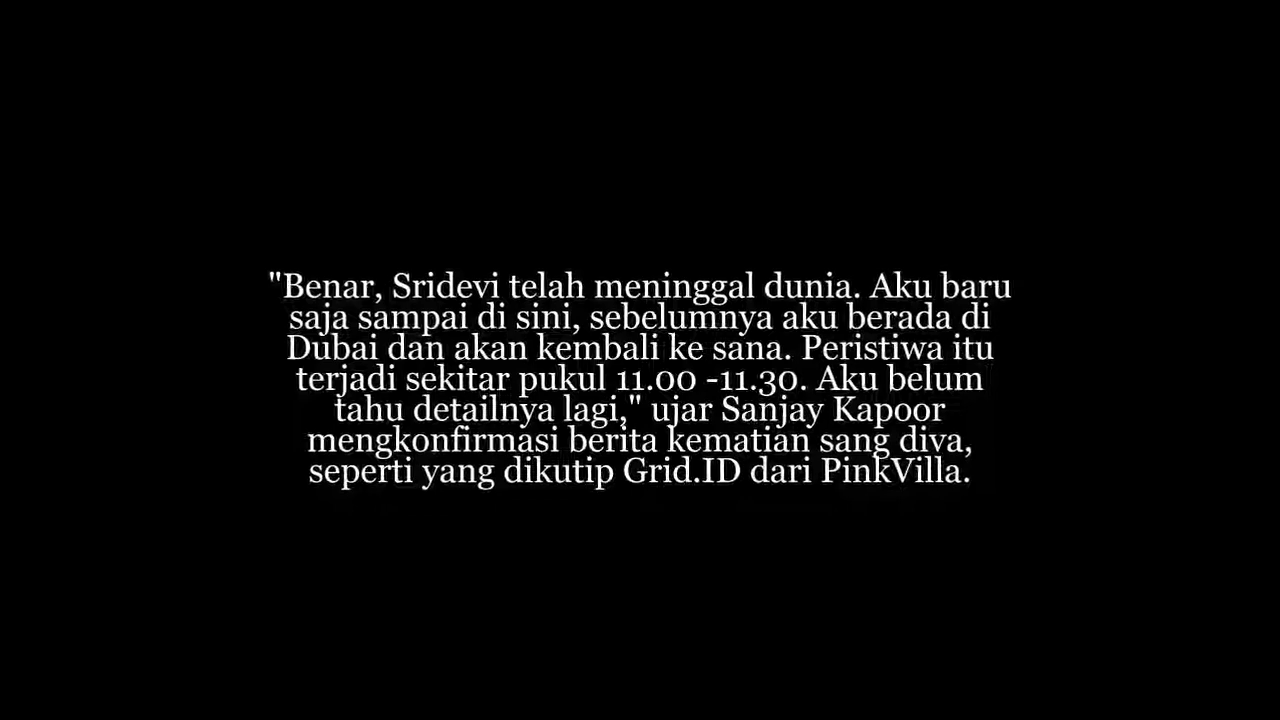 "Benar, Sridevi telah meninggal dunia. Aku baru
saja sampai di sini, sebelumnya aku berada di
Dubai dan akan kembali ke sana. Peristiwa itu
terjadi sekitar pukul 11.00 -11.30. Aku belum
tahu detailnya lagi," ujar Sanjay Kapoor
mengkonfirmasi berita kematian sang diva,
seperti yang dikutip Grid.ID dari PinkVilla.